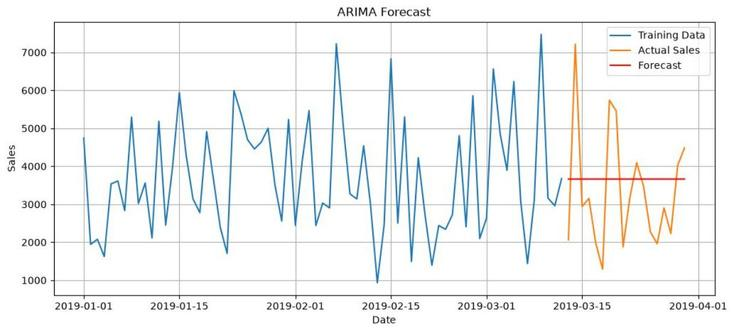 ARIMA Forecast
Training Data
Actual Sales
Forecast
Sales
7000
6000
5000
4000
3000
2000
1000
2019-01-01 2019-01-15 2019-02-01 2019-02-15 2019-03-01 2019-03-15 2019-04-01
Date